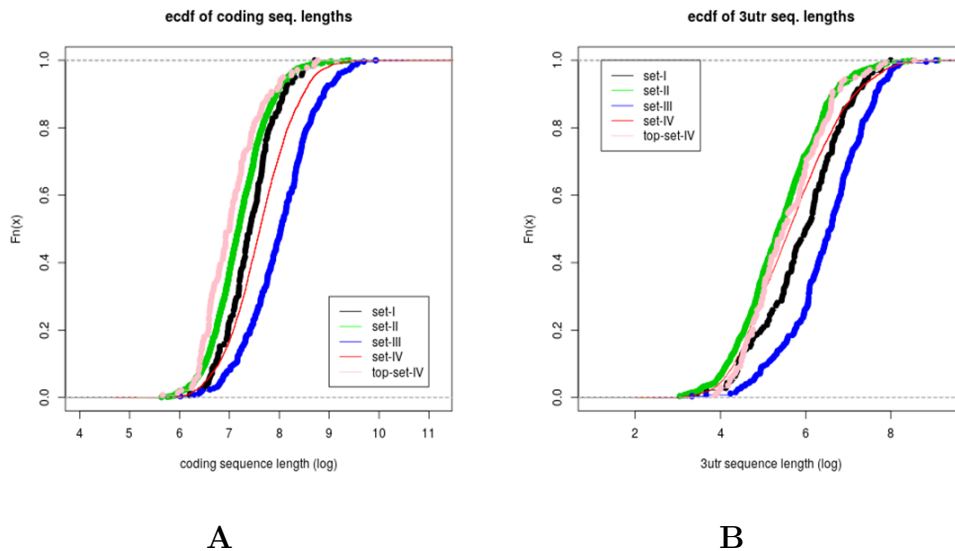 ecdf of coding seq. lengths
Fn(x)
1.0
0.8
0.6
0.4
0.2
0.0
set-I
set-II
set-III
set-IV
top-set-IV
4 5 6 7 8 9 10 11
coding sequence length (log)
A
ecdf of 3utr seq. lengths
Fn(x)
1.0
0.8
0.6
0.4
0.2
0.0
set-I
set-II
set-III
set-IV
top-set-IV
2 4 6 8
3utr sequence length (log)
B